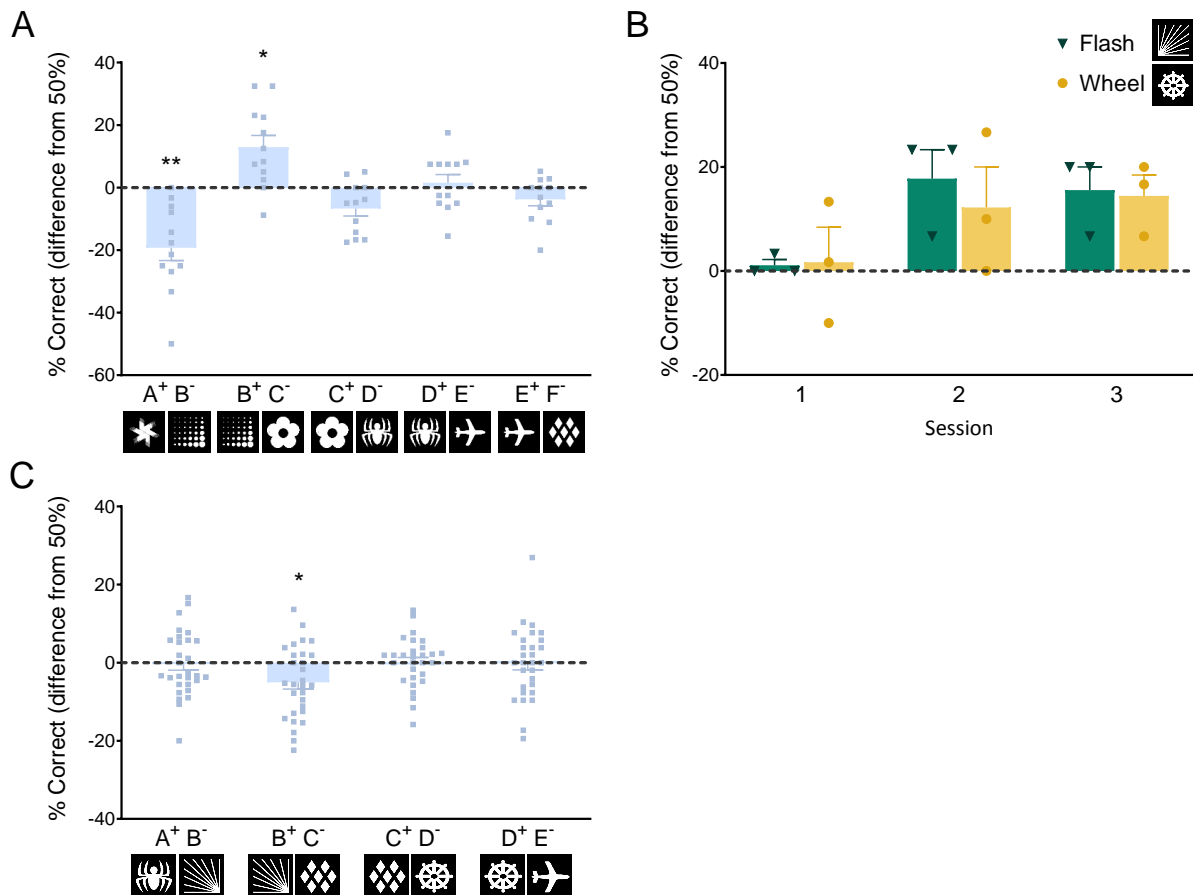 A
% Correct (difference from 50%)
40
20
0
-20
-40
-60
**
*
A⁺ B⁻
B⁺ C⁻
C⁺ D⁻
D⁺ E⁻
E⁺ F⁻
B
% Correct (difference from 50%)
40
20
0
-20
Flash
Wheel
1
2
3
Session
C
% Correct (difference from 50%)
40
20
0
-20
-40
*
A⁺ B⁻
B⁺ C⁻
C⁺ D⁻
D⁺ E⁻